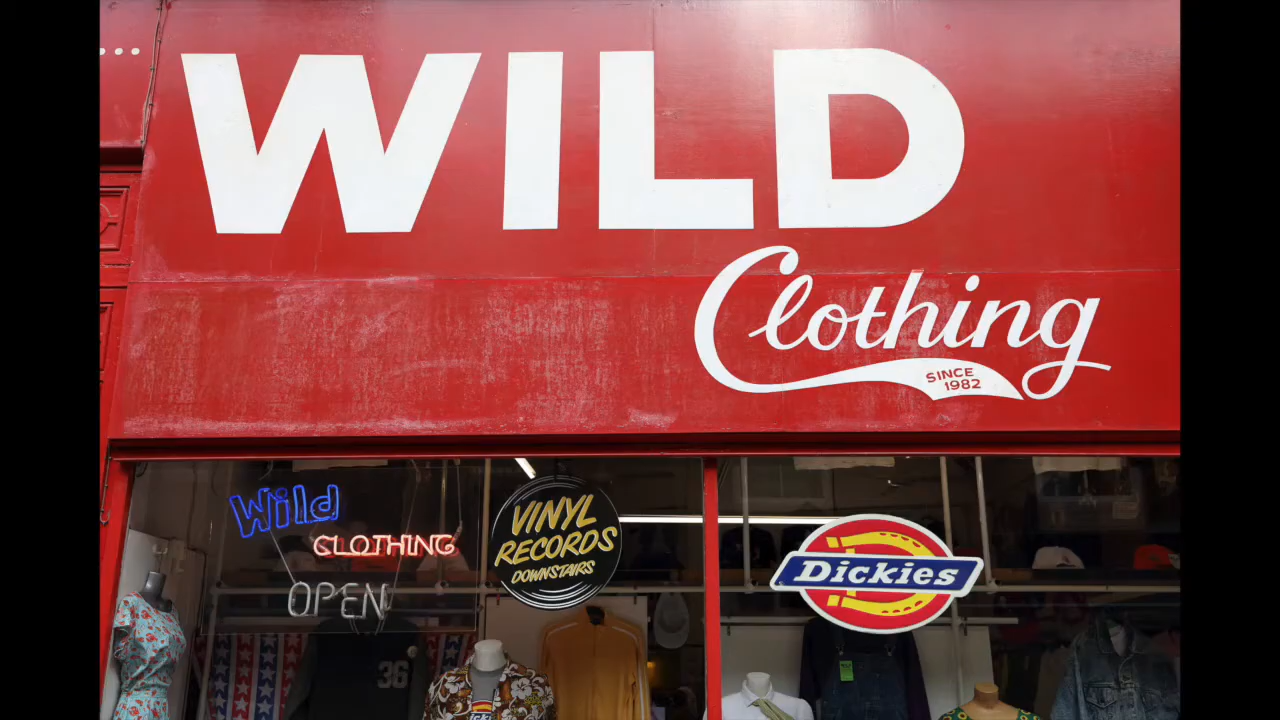 WILD
Clothing
SINCE
1982
Wild
CLOTHING
OPEN
VINYL
RECORDS
DOWNSTAIRS
Dickies
36